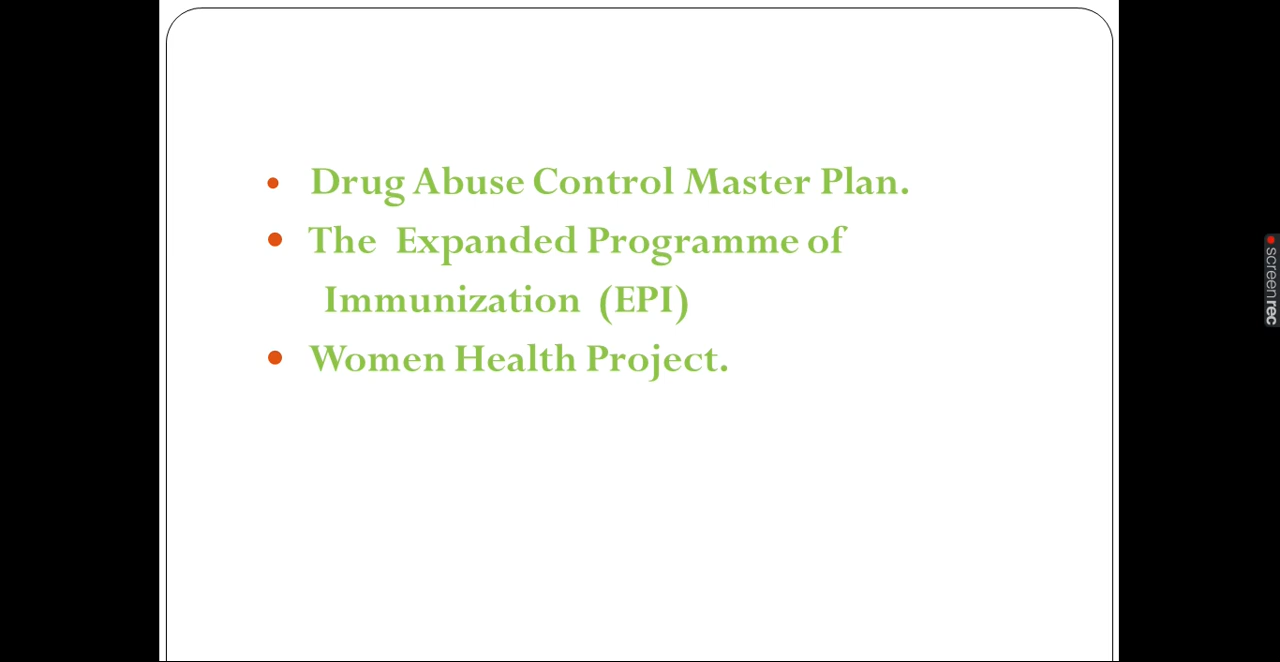 • Drug Abuse Control Master Plan.
• The Expanded Programme of
Immunization (EPI)
• Women Health Project.
screenrec